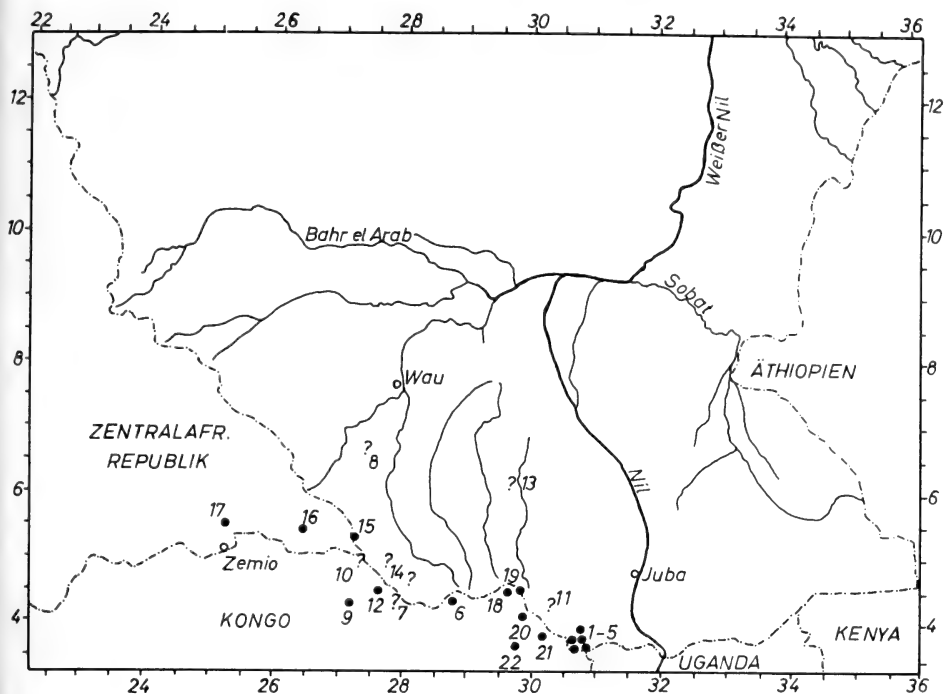 22 24 26 28 30 32 34 36
12 12
Weißer Nil
10 Bahr el Arab 10
Sobat
8 8
Wau ÄTHIOPIEN
ZENTRALAFR.
REPUBLIK
? 8
6 ? 13 6
Nil
17 16 15
Zemio 10 ? ? 14 ? 19 Juba
KONGO 9 12 ? 7 6 18 ? 11
4 20 21 1-5 KENYA 4
22 UGANDA
24 26 28 30 32 34 36